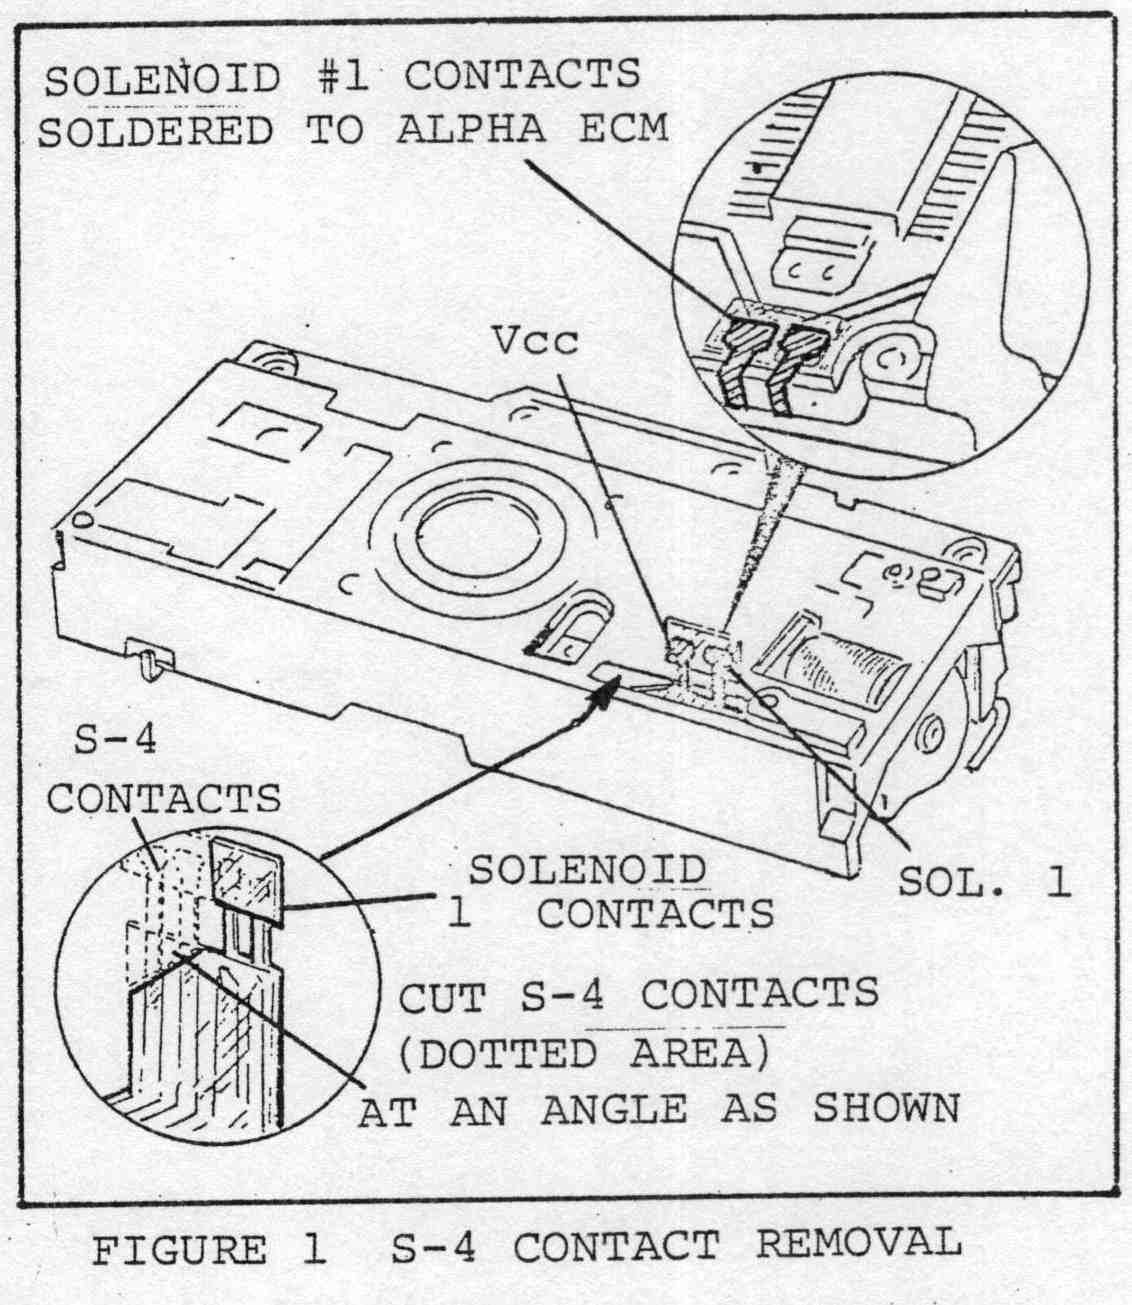 SOLENOID #1 CONTACTS
SOLDERED TO ALPHA ECM
Vcc
S-4
CONTACTS
SOLENOID
1 CONTACTS
SOL. 1
CUT S-4 CONTACTS
(DOTTED AREA)
AT AN ANGLE AS SHOWN
FIGURE 1 S-4 CONTACT REMOVAL